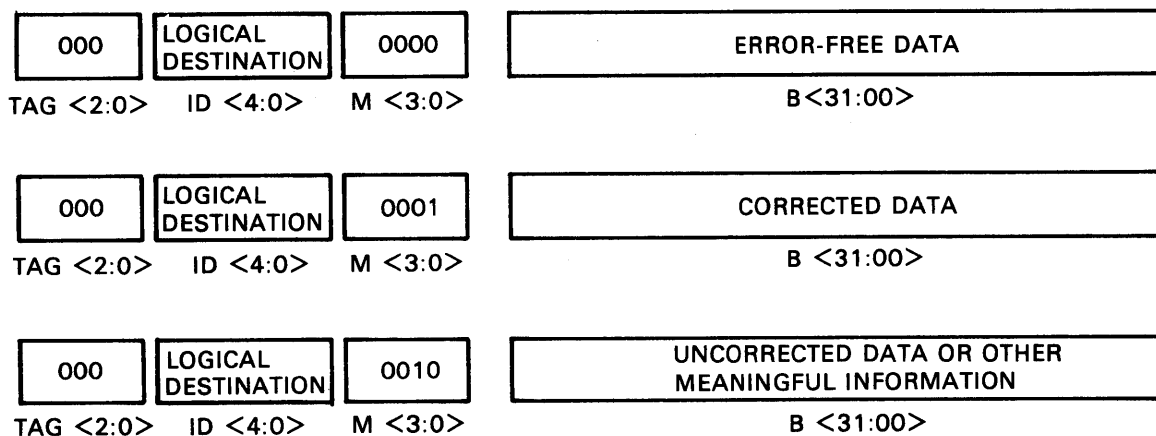 000 LOGICAL DESTINATION 0000 ERROR-FREE DATA
TAG <2:0> ID <4:0> M <3:0> B<31:00>
000 LOGICAL DESTINATION 0001 CORRECTED DATA
TAG <2:0> ID <4:0> M <3:0> B <31:00>
000 LOGICAL DESTINATION 0010 UNCORRECTED DATA OR OTHER MEANINGFUL INFORMATION
TAG <2:0> ID <4:0> M <3:0> B <31:00>